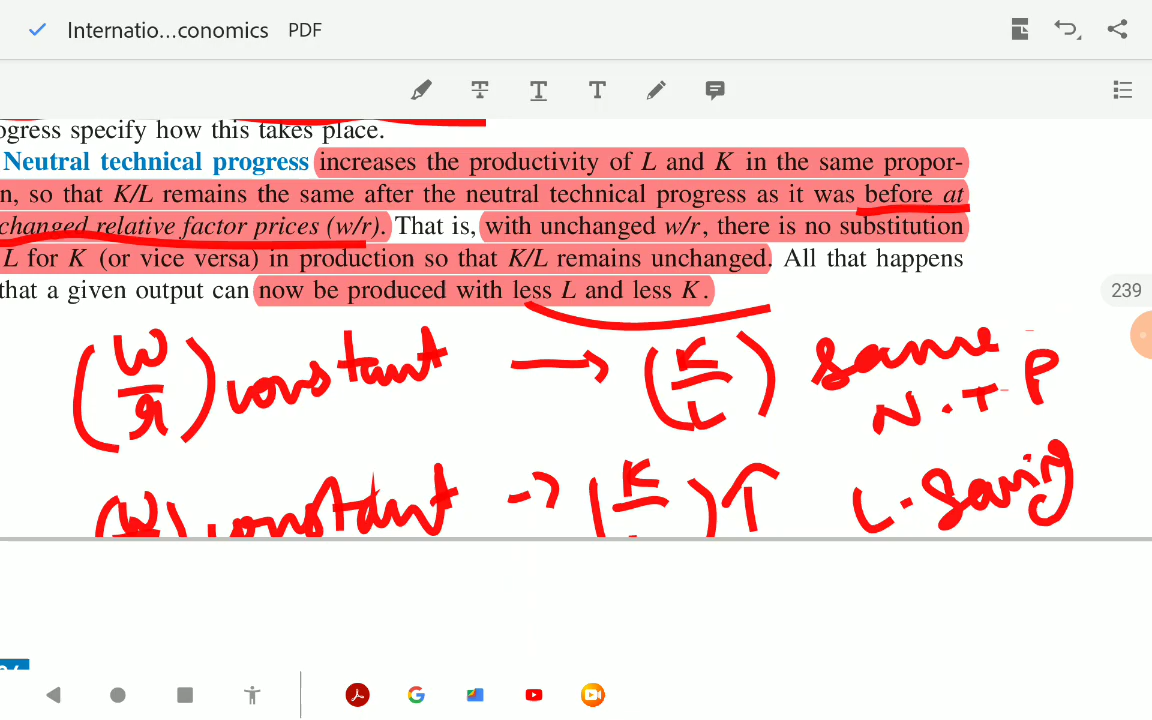 Internatio...conomics PDF
ogress specify how this takes place.
Neutral technical progress increases the productivity of L and K in the same propor-
n, so that K/L remains the same after the neutral technical progress as it was before at
changed relative factor prices (w/r). That is, with unchanged w/r, there is no substitution
L for K (or vice versa) in production so that K/L remains unchanged. All that happens
that a given output can now be produced with less L and less K.
239
(w/r) constant → (K/L) same
N.T P
(w) constant → (K/L) ↑ L.Saving